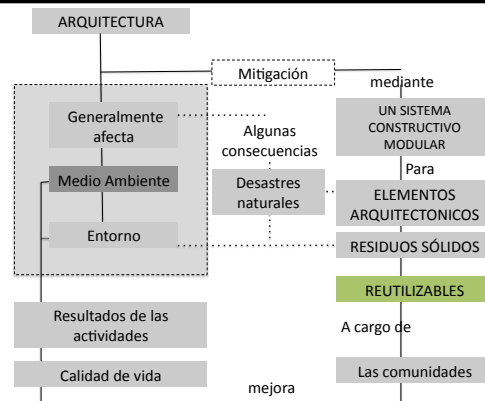 ARQUITECTURA
Mitigación
mediante
Generalmente
afecta
Algunas
consecuencias
UN SISTEMA
CONSTRUCTIVO
MODULAR
Para
Medio Ambiente
Desastres
naturales
ELEMENTOS
ARQUITECTONICOS
Entorno
RESIDUOS SÓLIDOS
REUTILIZABLES
Resultados de las
actividades
A cargo de
Calidad de vida
Las comunidades
mejora